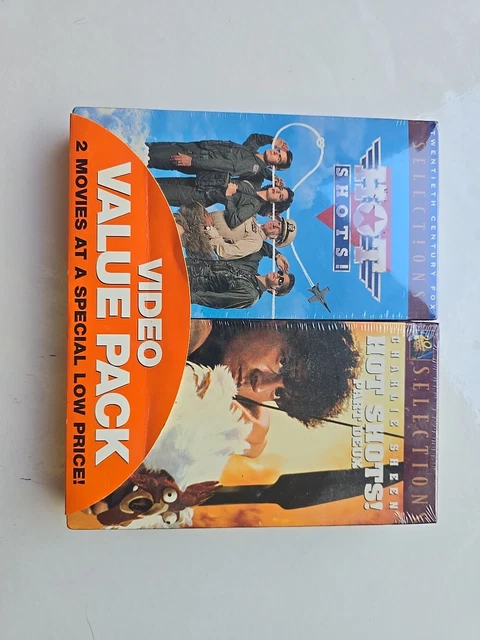 TWENTIETH CENTURY FOX
SELECTIONS
HOT
SHOTS!
SELECTION
CHARLIE SHEEN
HOT SHOTS!
PART DEUX
VIDEO
VALUE PACK
2 MOVIES AT A SPECIAL LOW PRICE!